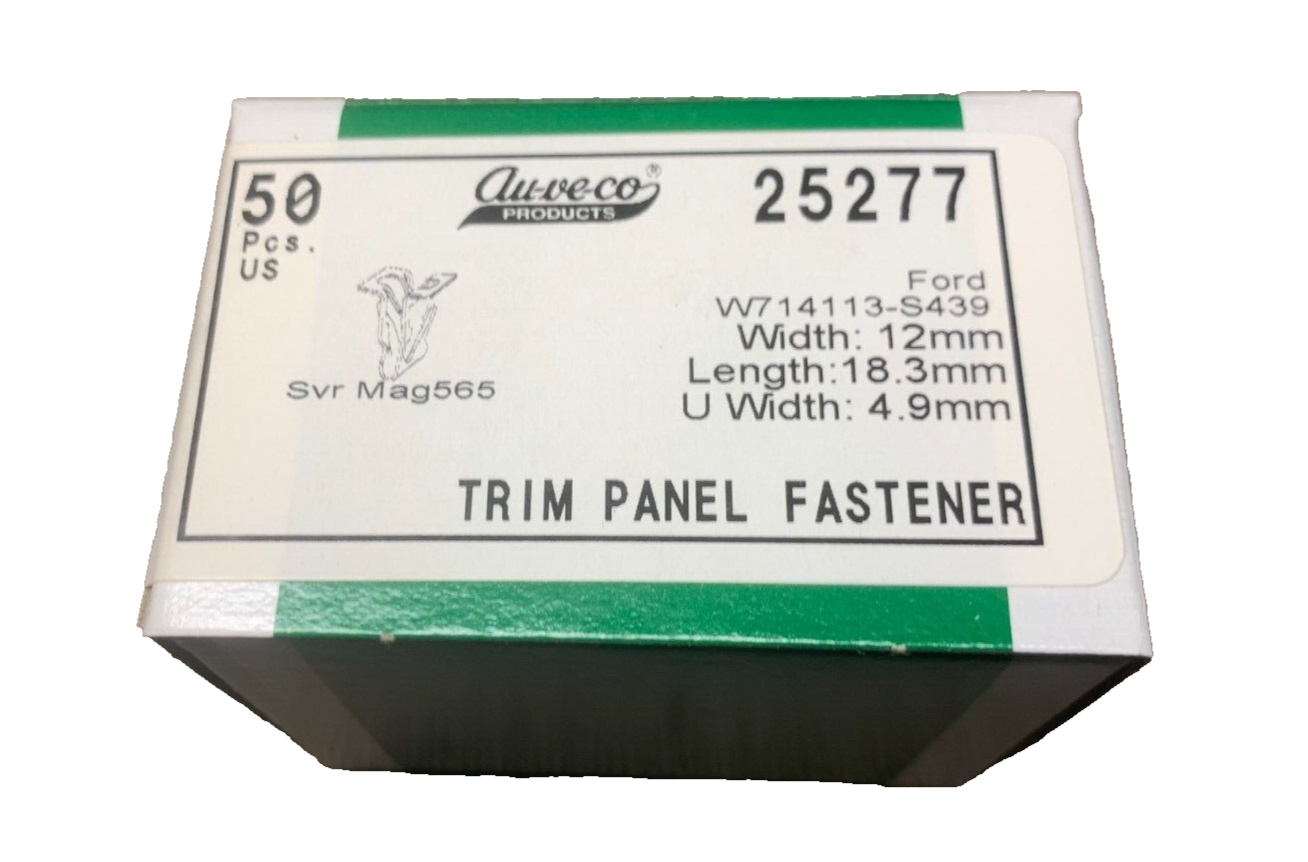 50
Pcs.
US
au-ve-co®
PRODUCTS
25277
Ford
W714113-S439
Width: 12mm
Length:18.3mm
U Width: 4.9mm
Svr Mag565
TRIM PANEL FASTENER